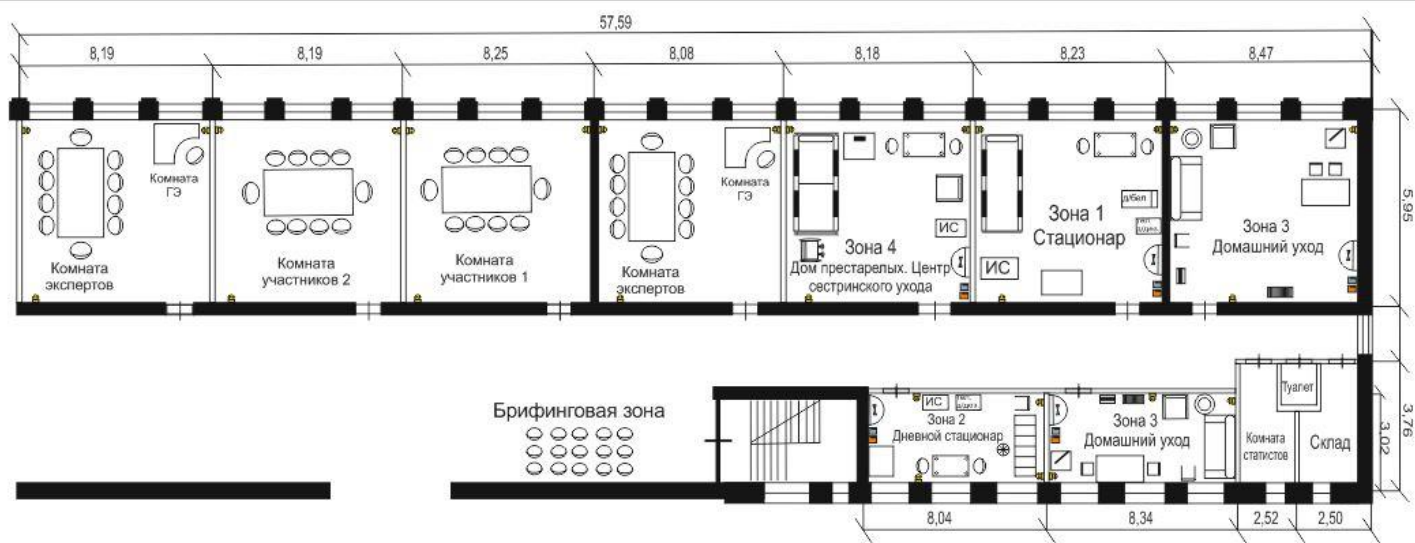 57,59
8,19
8,19
8,25
8,08
8,18
8,23
8,47
Комната
ГЭ
Комната
экспертов
Комната
участников 2
Комната
участников 1
Комната
ГЭ
Комната
экспертов
ИС
Зона 4
Дом престарелых. Центр
сестринского ухода
д/бел
Зона 1
Стационар
ИС
Зона 3
Домашний уход
5,95
3,76
3,02
Брифинговая зона
ИС
Зона 2
Дневной стационар
Зона 3
Домашний уход
Туалет
Комната
статистов
Склад
8,04
8,34
2,52
2,50